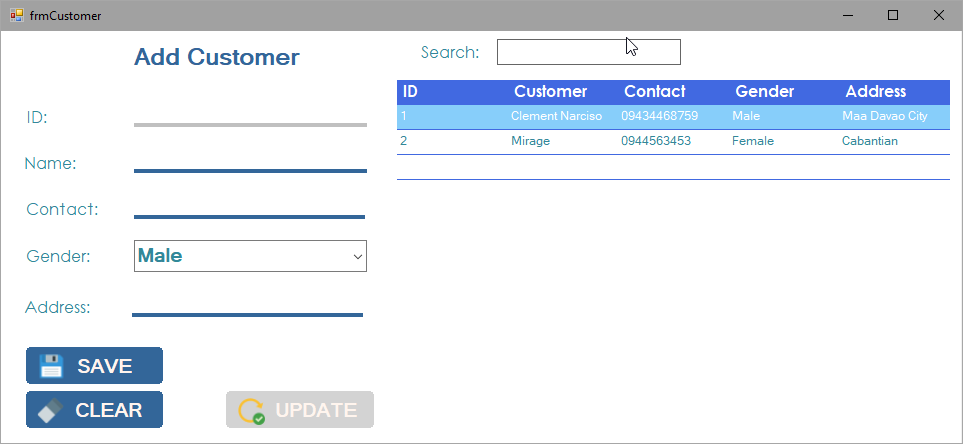 frmCustomer
Add Customer
Search:
ID:
Name:
Contact:
Gender: Male
Address:
SAVE
CLEAR
UPDATE
ID Customer Contact Gender Address
1 Clement Narciso 09434468759 Male Maa Davao City
2 Mirage 0944563453 Female Cabantian